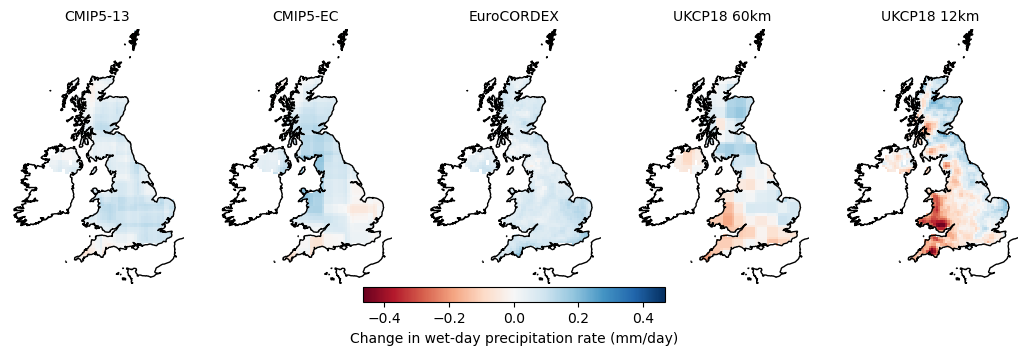 CMIP5-13 CMIP5-EC EuroCORDEX UKCP18 60km UKCP18 12km
−0.4 −0.2 0.0 0.2 0.4
Change in wet-day precipitation rate (mm/day)